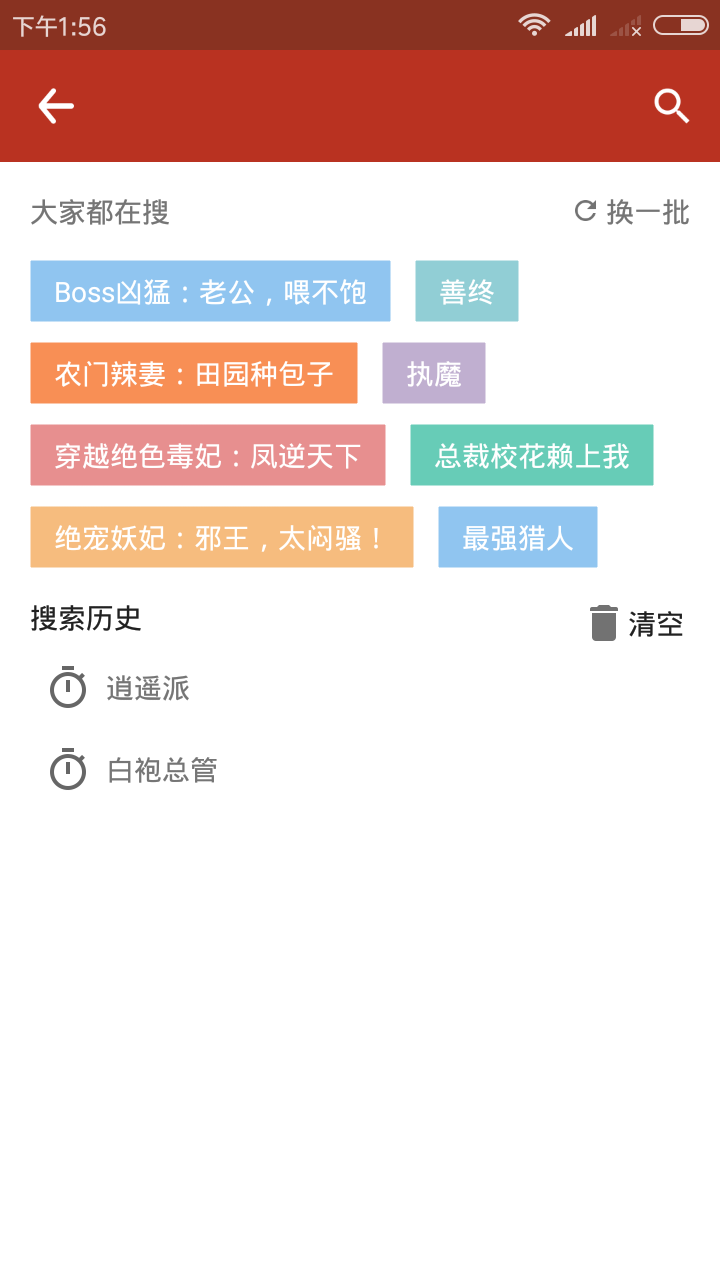 下午1:56
大家都在搜 换一批
Boss凶猛：老公，喂不饱 善终
农门辣妻：田园种包子 执魔
穿越绝色毒妃：凤逆天下 总裁校花赖上我
绝宠妖妃：邪王，太闷骚！ 最强猎人
搜索历史 清空
逍遥派
白袍总管